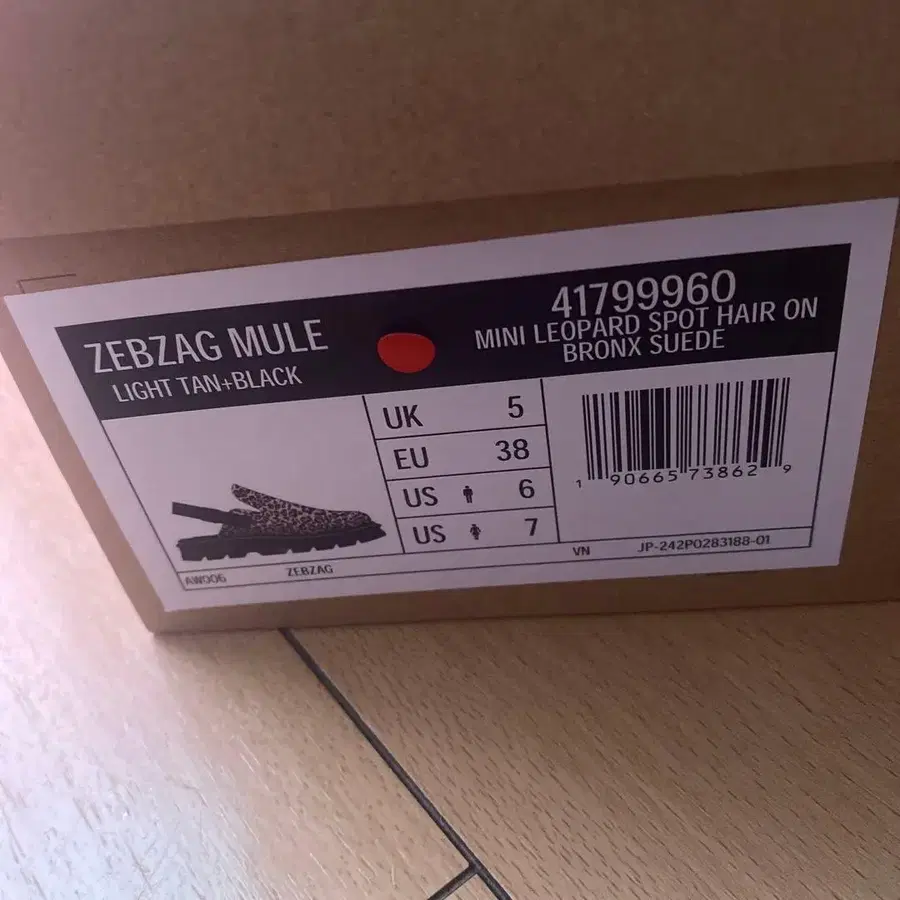 ZEBZAG MULE
LIGHT TAN+BLACK
41799960
MINI LEOPARD SPOT HAIR ON
BRONX SUEDE
UK 5
EU 38
US 6
US 7
1 90665 73862 9
AW006 ZEBZAG VN JP-242P0283188-01